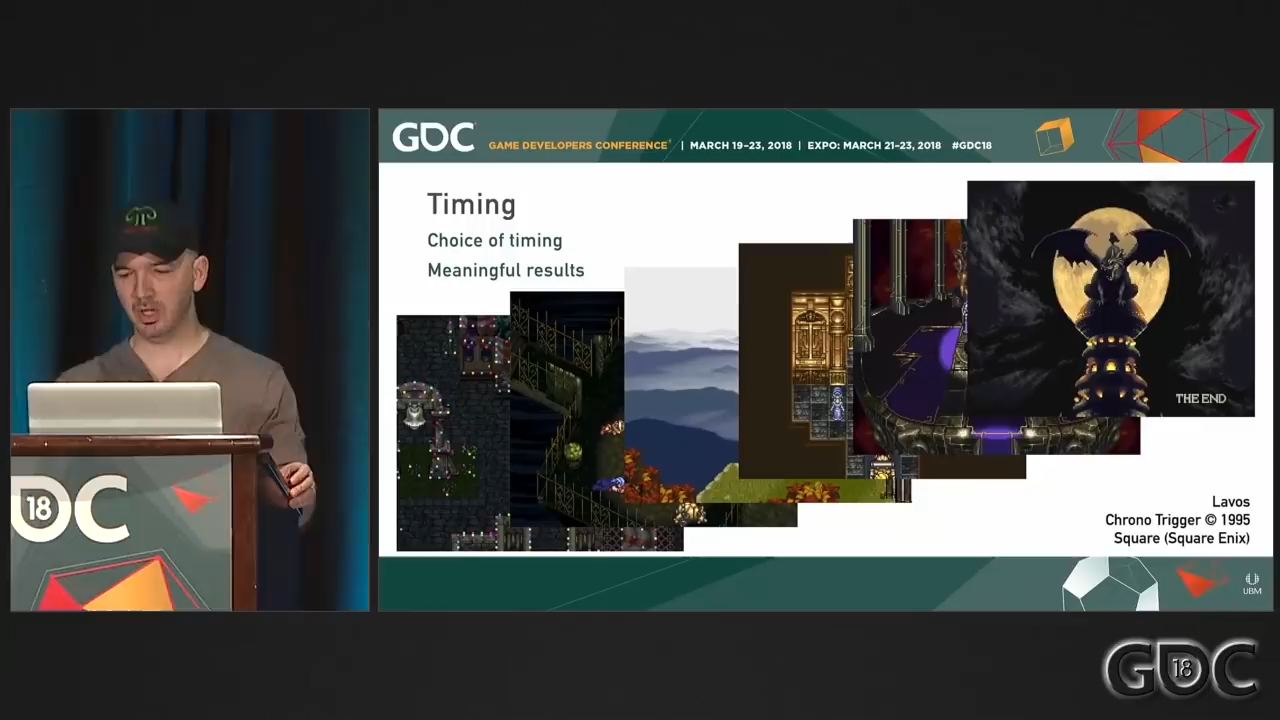 GDC GAME DEVELOPERS CONFERENCE | MARCH 19-23, 2018 | EXPO: MARCH 21-23, 2018 #GDC18
Timing
Choice of timing
Meaningful results
THE END
Lavos
Chrono Trigger © 1995
Square (Square Enix)
UBM
18 DC
GDC 18